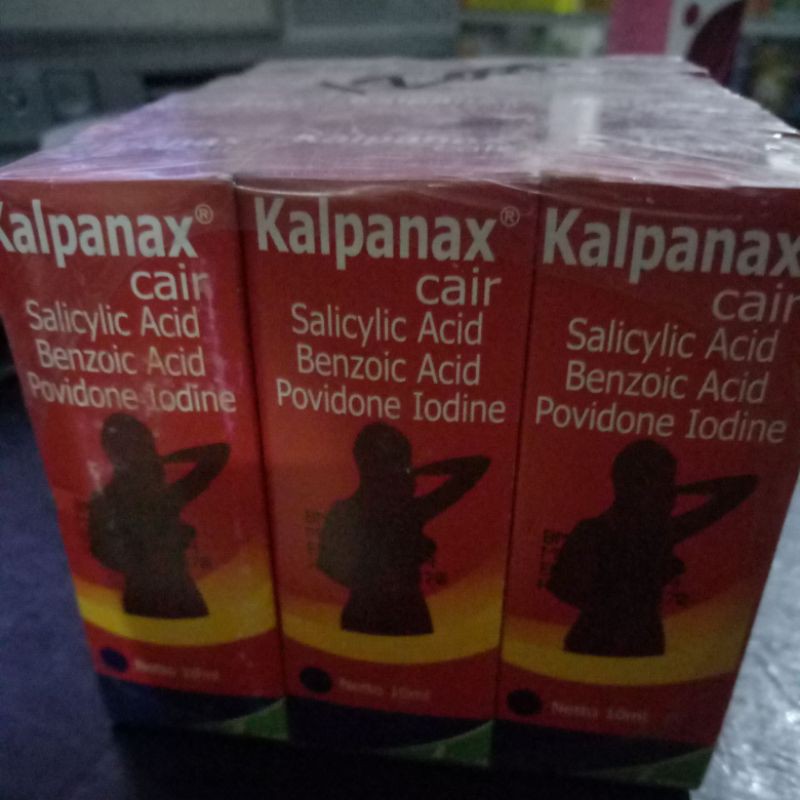 Kalpanax®
cair
Salicylic Acid
Benzoic Acid
Povidone Iodine
Netto 10ml
Kalpanax®
cair
Salicylic Acid
Benzoic Acid
Povidone Iodine
Netto 10ml
Kalpanax
cair
Salicylic Acid
Benzoic Acid
Povidone Iodine
Netto 10ml